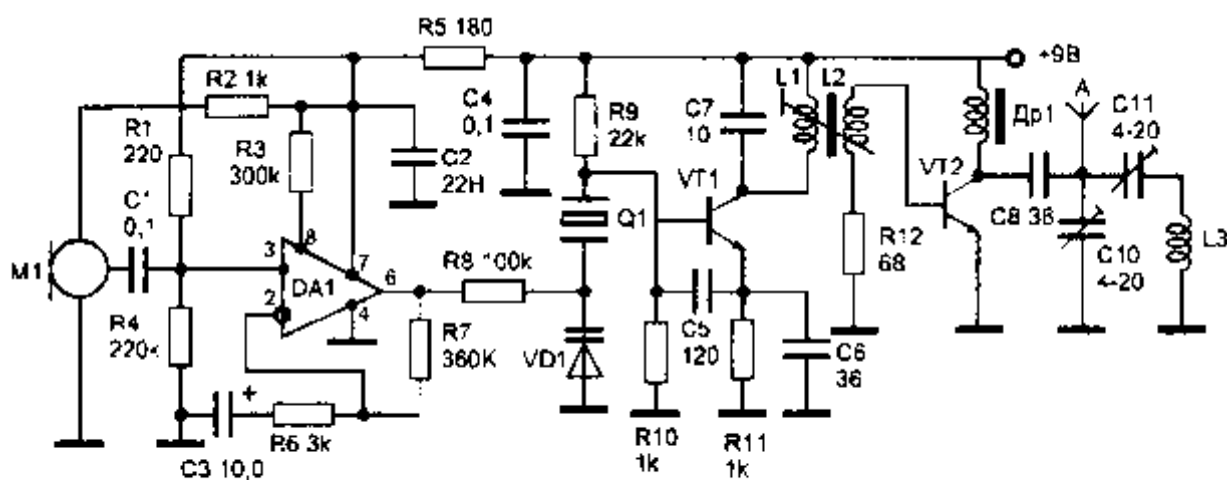 R5 180
+9В
R2 1k
L1
L2
A
C11
4-20
C4
0,1
R9
22k
C7
10
Др1
R1
220
R3
300k
C2
22Н
VT1
VT2
C1
0,1
Q1
C8 36
3
8
7
6
R8 100k
R12
68
C10
4-20
L3
M1
DA1
2
4
R4
220k
R7
360K
VD1
C5
120
C6
36
+
R6 3k
C3 10,0
R10
1k
R11
1k